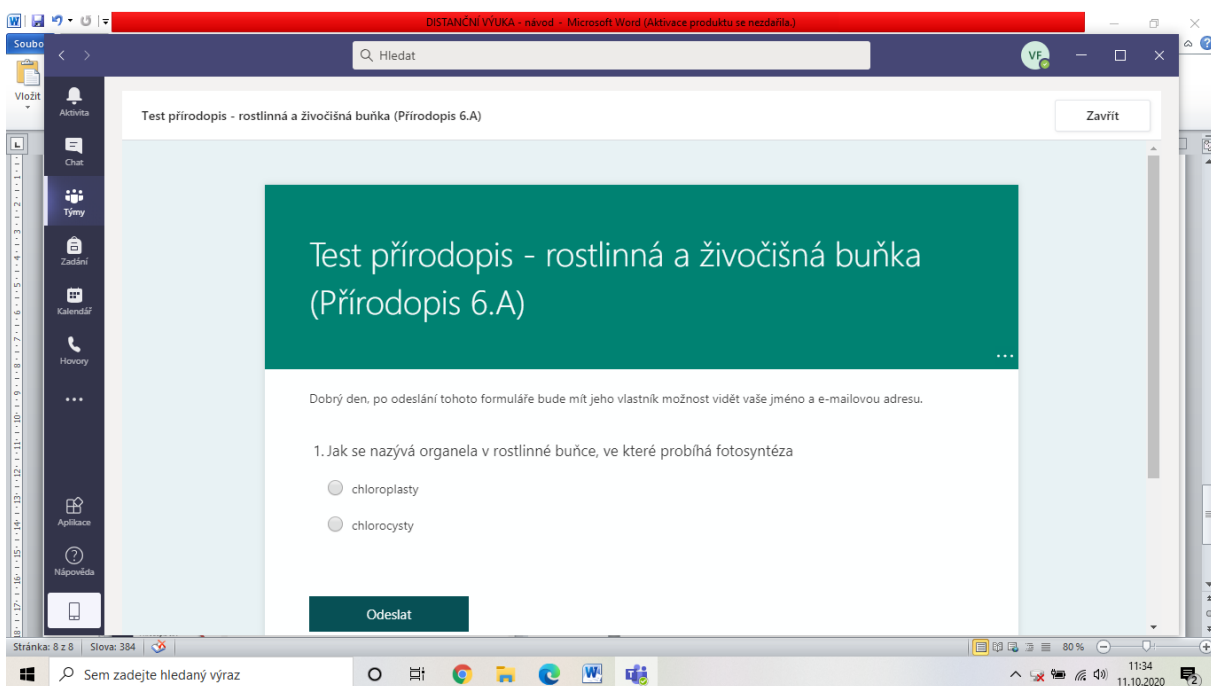 DISTANČNÍ VÝUKA - návod - Microsoft Word (Aktivace produktu se nezdařila.)
Soubo
Vložit
Hledat
VF
Aktivita
Chat
Týmy
Zadání
Kalendář
Hovory
Aplikace
Nápověda
Test přírodopis - rostlinná a živočišná buňka (Přírodopis 6.A)
Zavřít
Test přírodopis - rostlinná a živočišná buňka
(Přírodopis 6.A)
Dobrý den, po odeslání tohoto formuláře bude mít jeho vlastník možnost vidět vaše jméno a e-mailovou adresu.
1. Jak se nazývá organela v rostlinné buňce, ve které probíhá fotosyntéza
chloroplasty
chlorocysty
Odeslat
Stránka: 8 z 8 Slova: 384
80 %
Sem zadejte hledaný výraz
11:34
11.10.2020
2